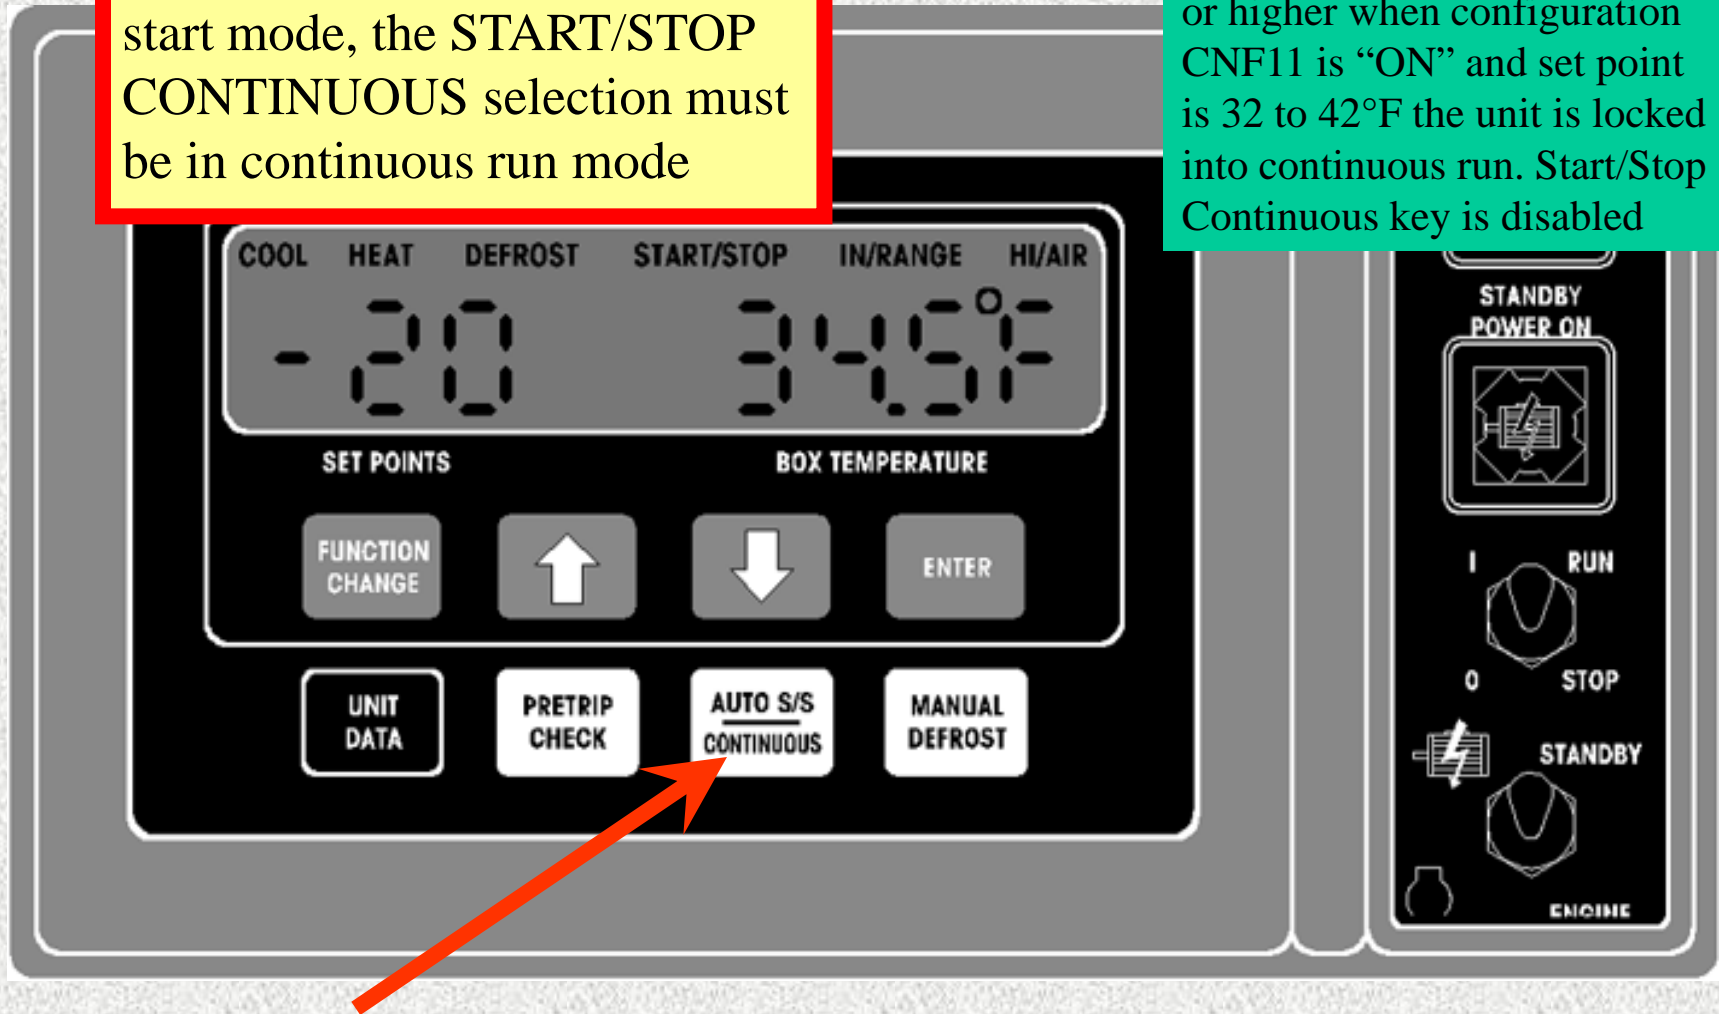 start mode, the START/STOP
CONTINUOUS selection must
be in continuous run mode
or higher when configuration
CNF11 is “ON” and set point
is 32 to 42°F the unit is locked
into continuous run. Start/Stop
Continuous key is disabled
COOL HEAT DEFROST START/STOP IN/RANGE HI/AIR
-20 34.5°F
SET POINTS BOX TEMPERATURE
FUNCTION
CHANGE
ENTER
UNIT
DATA
PRETRIP
CHECK
AUTO S/S
CONTINUOUS
MANUAL
DEFROST
STANDBY
POWER ON
I RUN
0 STOP
STANDBY
ENGINE